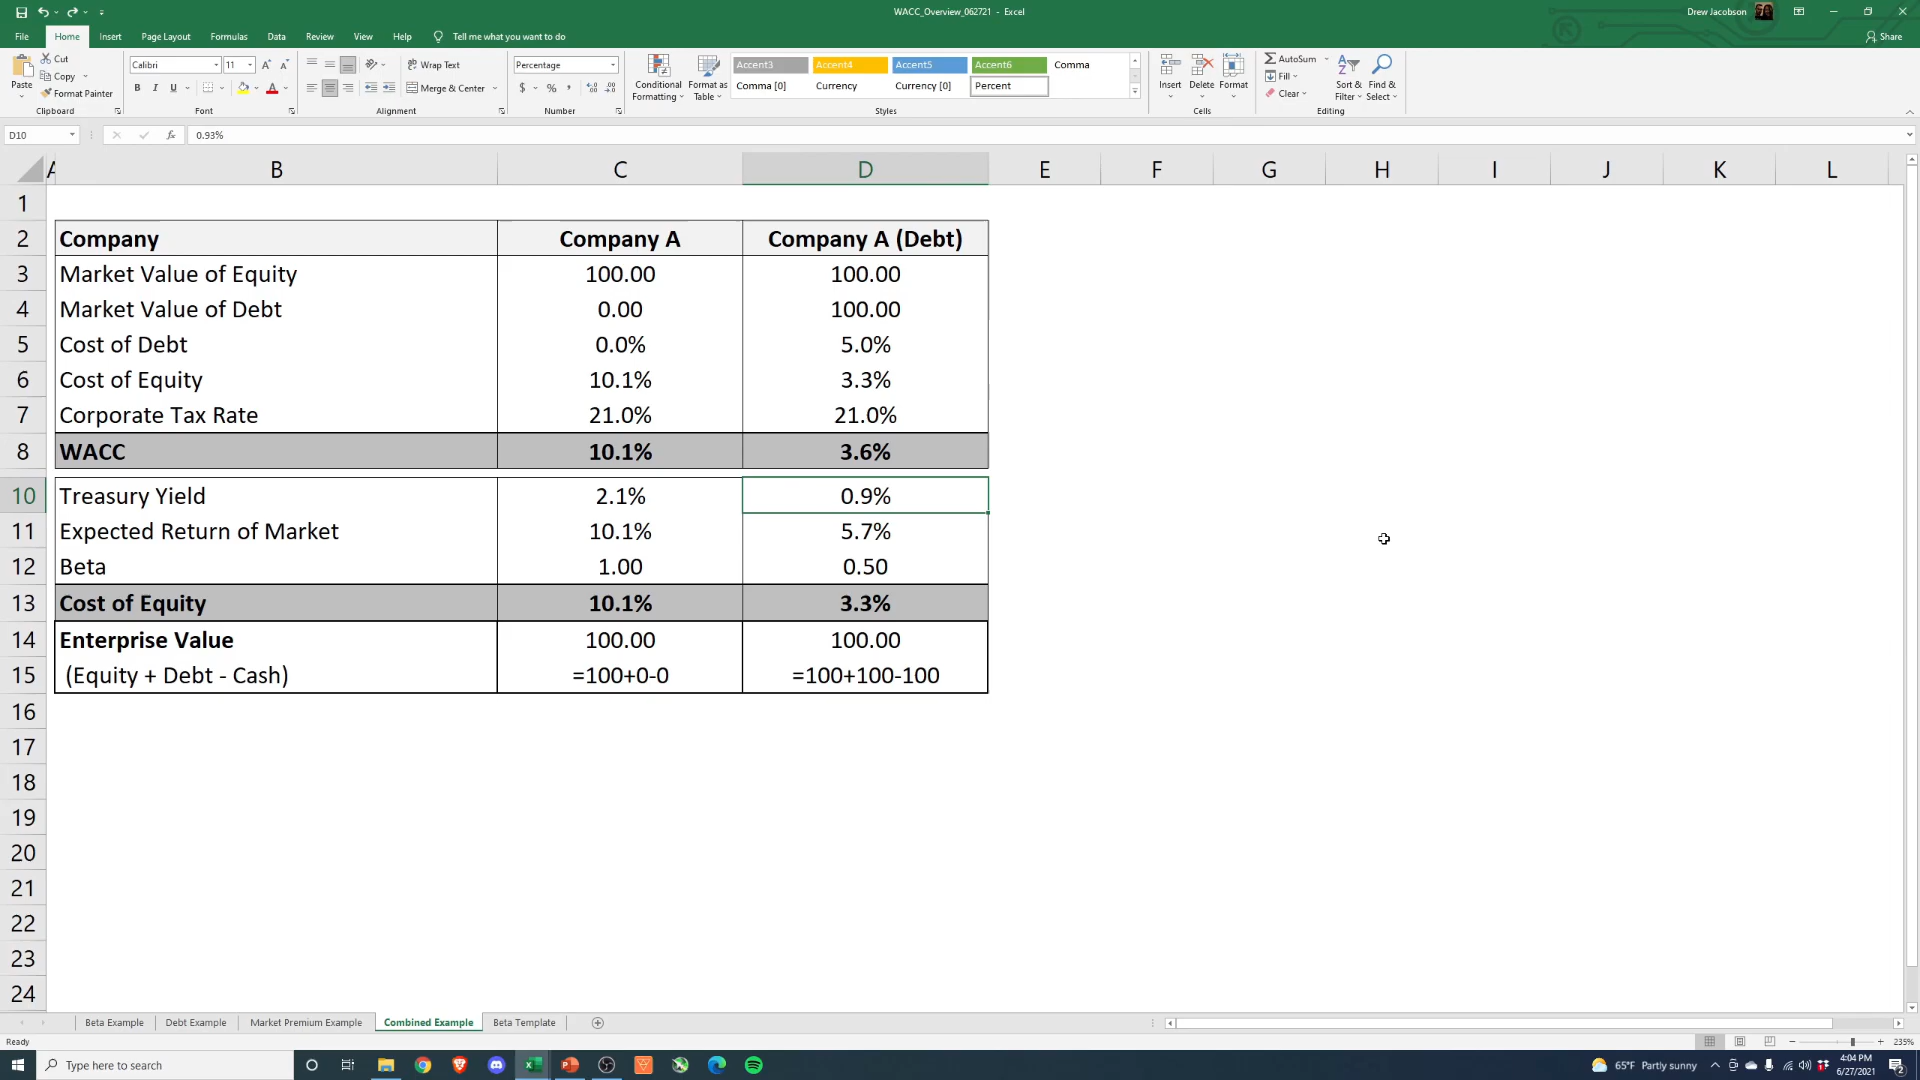 WACC_Overview_062721 - Excel
Drew Jacobson
File Home Insert Page Layout Formulas Data Review View Help Tell me what you want to do
Share
Paste
Cut
Copy
Format Painter
Clipboard
Calibri 11
B I U
Font
Wrap Text
Merge & Center
Alignment
Percentage
$ % ,
Number
Conditional Formatting
Format as Table
Accent3 Accent4 Accent5 Accent6 Comma
Comma [0] Currency Currency [0] Percent
Styles
Insert Delete Format
Cells
AutoSum
Fill
Clear
Sort & Filter
Find & Select
Editing
D10 fx 0.93%
A B C D E F G H I J K L
1
2 Company Company A Company A (Debt)
3 Market Value of Equity 100.00 100.00
4 Market Value of Debt 0.00 100.00
5 Cost of Debt 0.0% 5.0%
6 Cost of Equity 10.1% 3.3%
7 Corporate Tax Rate 21.0% 21.0%
8 WACC 10.1% 3.6%
10 Treasury Yield 2.1% 0.9%
11 Expected Return of Market 10.1% 5.7%
12 Beta 1.00 0.50
13 Cost of Equity 10.1% 3.3%
14 Enterprise Value 100.00 100.00
15 (Equity + Debt - Cash) =100+0-0 =100+100-100
16
17
18
19
20
21
22
23
24
Beta Example Debt Example Market Premium Example Combined Example Beta Template
Ready
235%
Type here to search
65°F Partly sunny
4:04 PM
6/27/2021
2